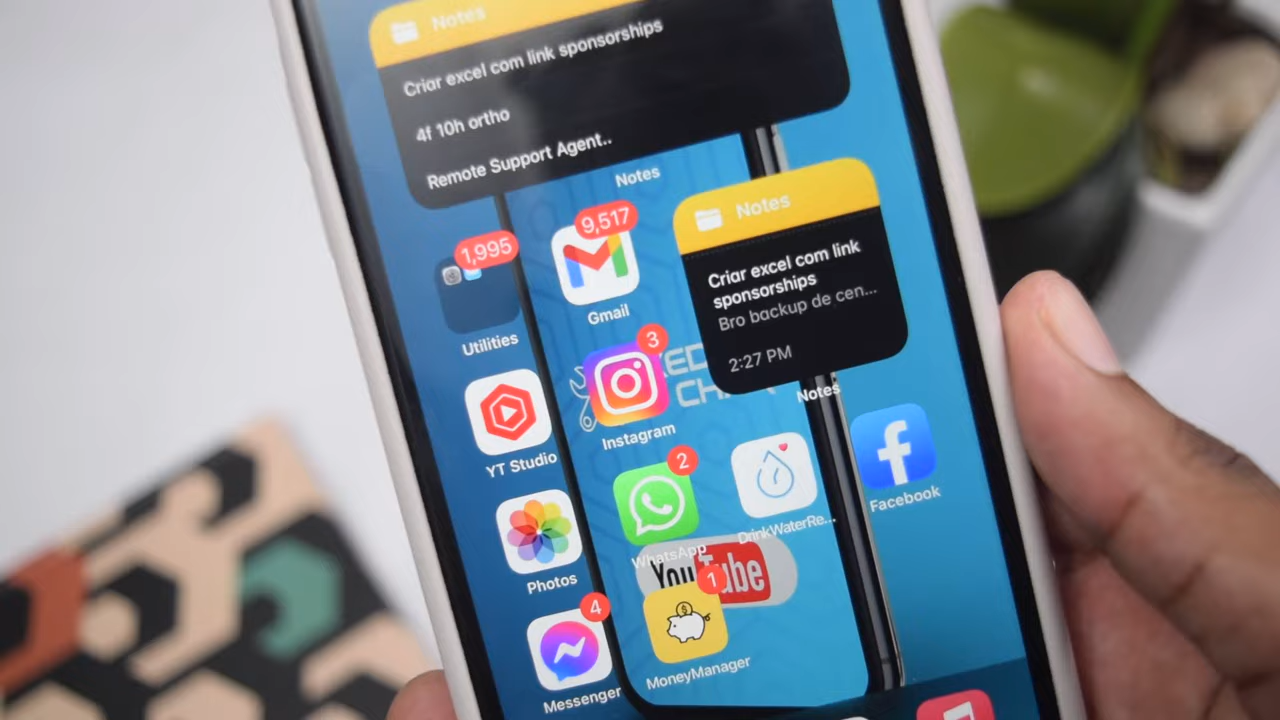 Notes
Criar excel com link sponsorships
4f 10h ortho
Remote Support Agent..
Notes
Notes
Criar excel com link
sponsorships
Bro backup de cen...
2:27 PM
Notes
1,995
Utilities
9,517
Gmail
YT Studio
3
Instagram
Photos
2
WhatsApp
DrinkWaterRe...
Facebook
YouTube
4
Messenger
1
MoneyManager